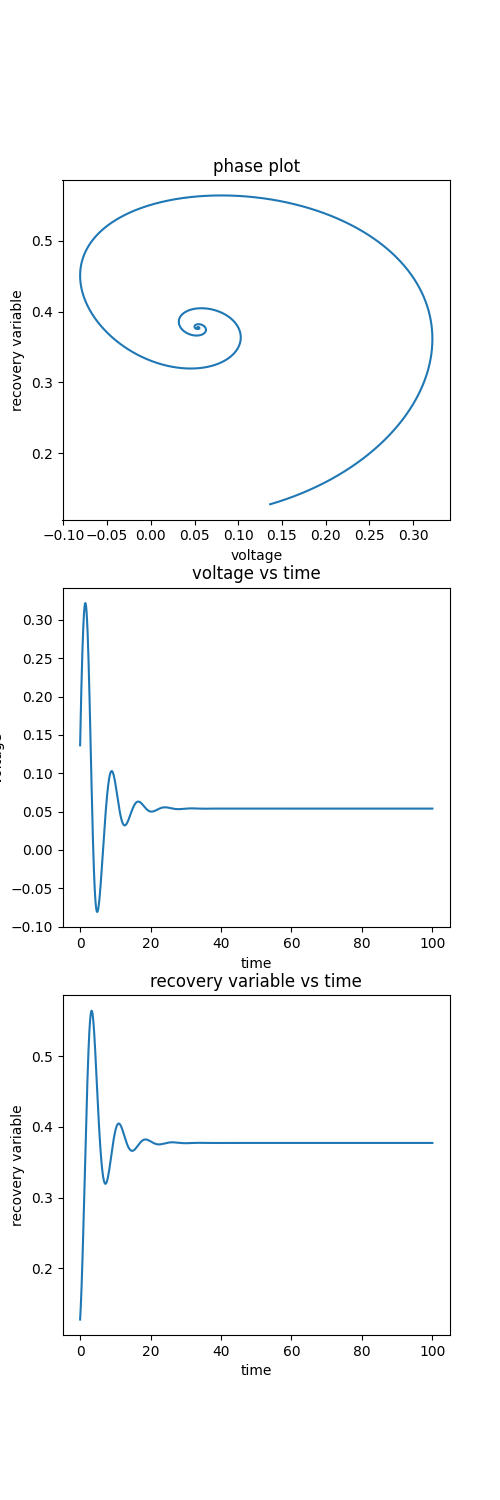 phase plot
0.5
0.4
0.3
0.2
recovery variable
−0.10 −0.05 0.00 0.05 0.10 0.15 0.20 0.25 0.30
voltage
voltage vs time
0.30
0.25
0.20
0.15
0.10
0.05
0.00
−0.05
−0.10
0 20 40 60 80 100
time
recovery variable vs time
0.5
0.4
0.3
0.2
recovery variable
0 20 40 60 80 100
time